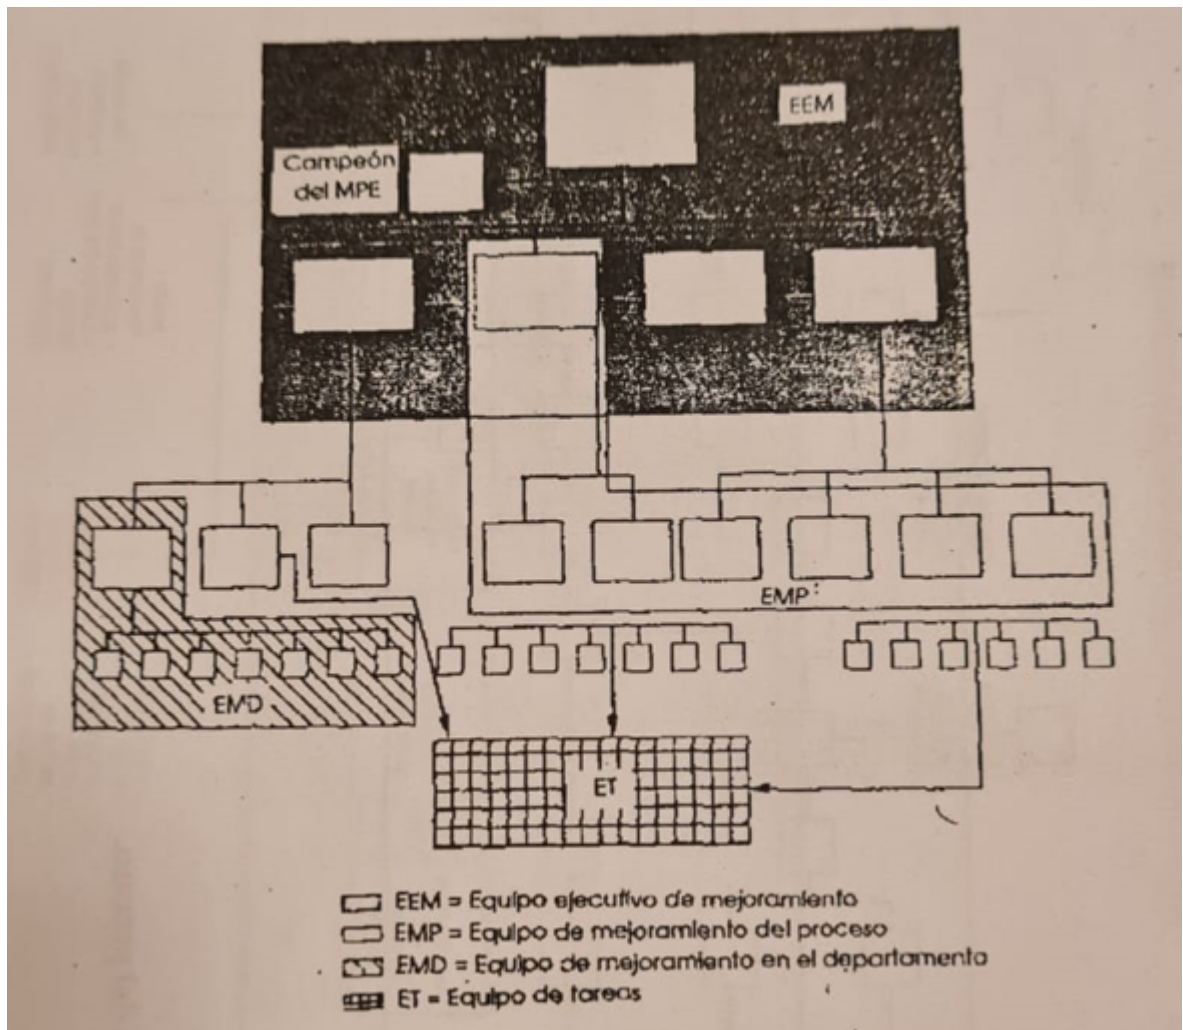 EEM
Campeón
del MPE
EMP
EMD
ET
EEM = Equipo ejecutivo de mejoramiento
EMP = Equipo de mejoramiento del proceso
EMD = Equipo de mejoramiento en el departamento
ET = Equipo de tareas